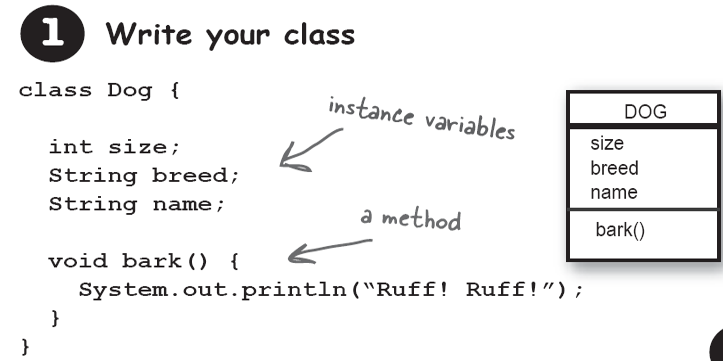 1 Write your class
class Dog {
int size;
String breed;
String name;
instance variables
void bark() {
System.out.println(“Ruff! Ruff!”);
}
}
a method
DOG
size
breed
name
bark()